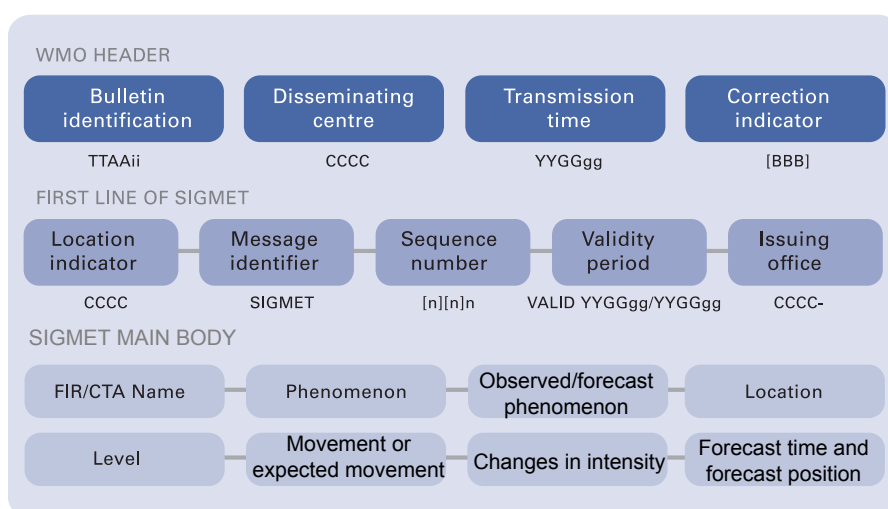 WMO HEADER
Bulletin identification
Disseminating centre
Transmission time
Correction indicator
TTAAii
CCCC
YYGGgg
[BBB]
FIRST LINE OF SIGMET
Location indicator
Message identifier
Sequence number
Validity period
Issuing office
CCCC
SIGMET
[n][n]n
VALID YYGGgg/YYGGgg
CCCC-
SIGMET MAIN BODY
FIR/CTA Name
Phenomenon
Observed/forecast phenomenon
Location
Level
Movement or expected movement
Changes in intensity
Forecast time and forecast position